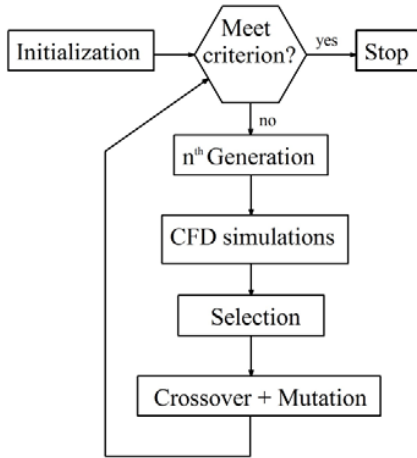 Meet
Initialization
criterion?
yes
Stop
no
nth Generation
CFD simulations
Selection
Crossover + Mutation